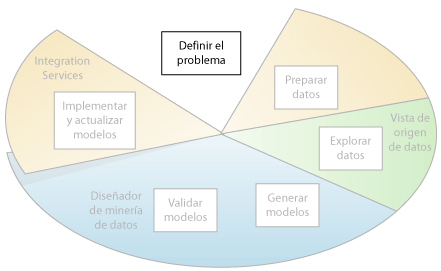 Definir el
problema
Integration
Services
Preparar
datos
Implementar
y actualizar
modelos
Vista de
origen
de datos
Explorar
datos
Diseñador
de minería
de datos
Validar
modelos
Generar
modelos